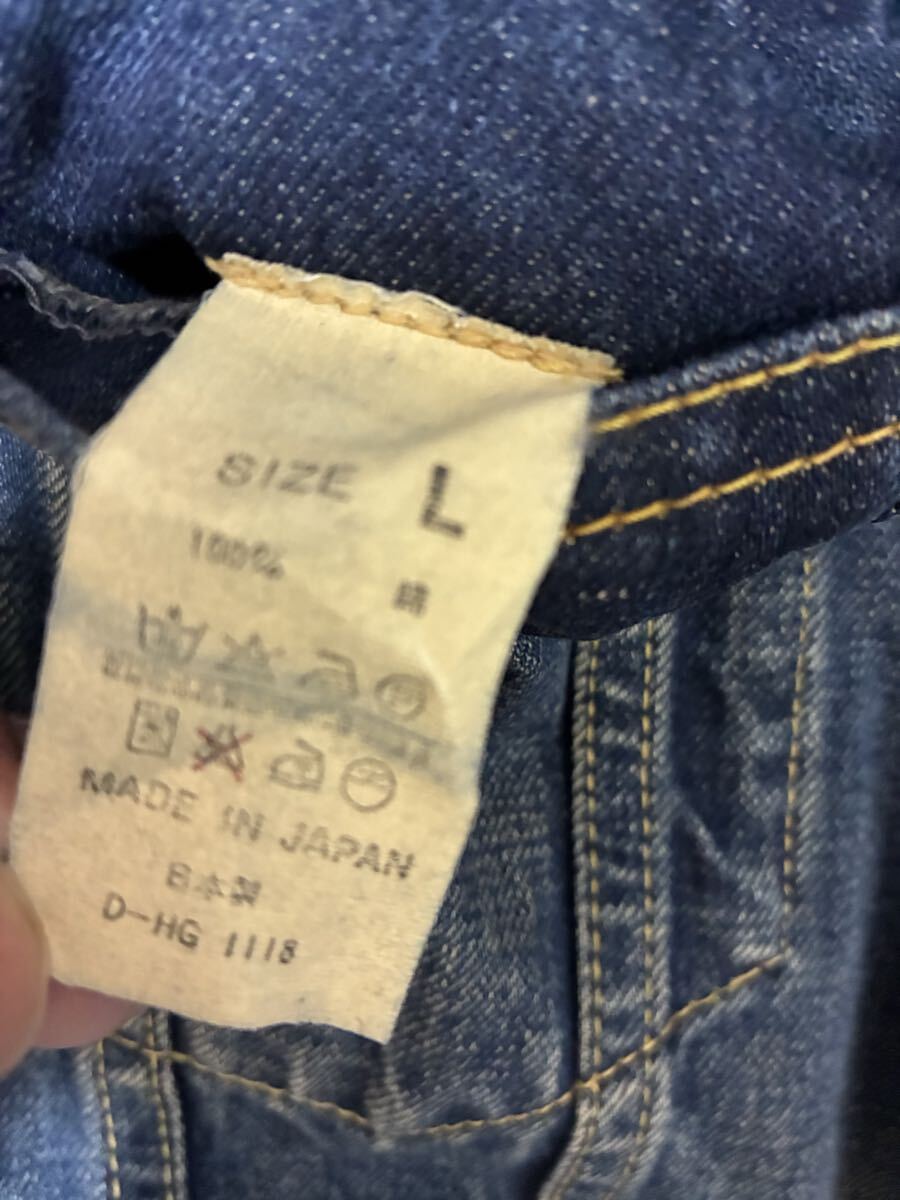 SIZE L
100% 綿
MADE IN JAPAN
日本製
D-HG 1118